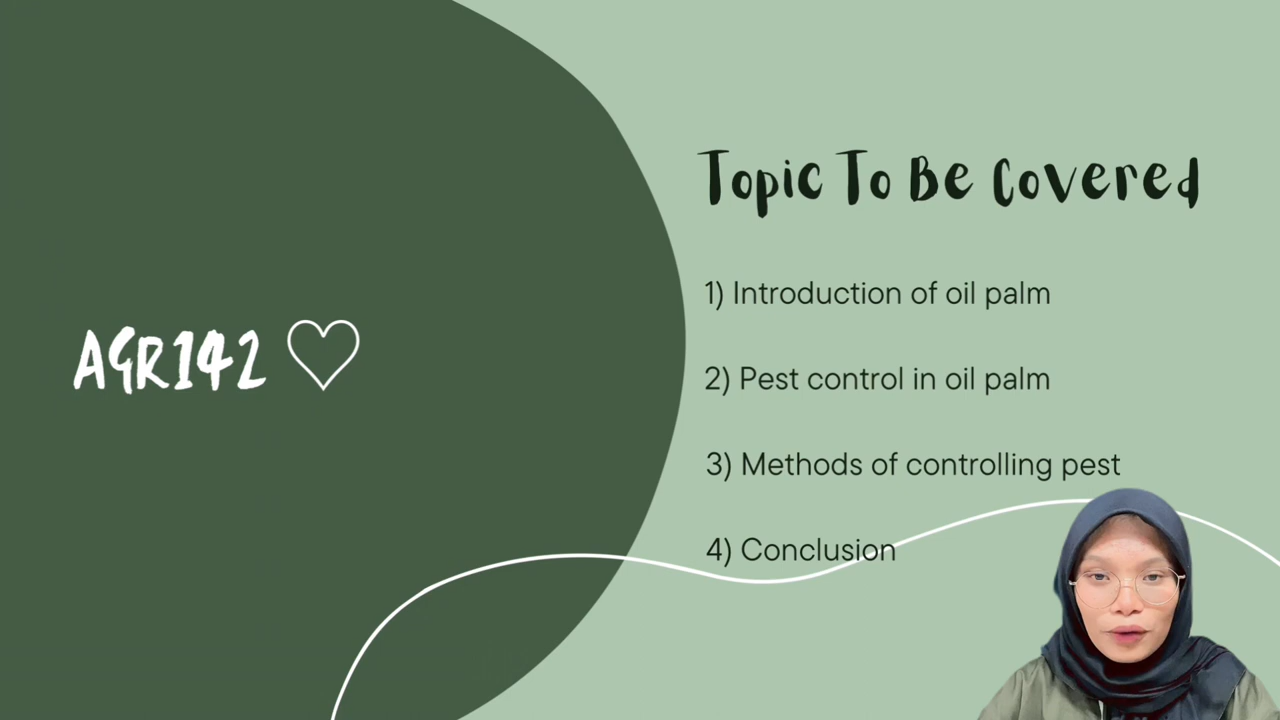 AGR142
Topic To Be Covered
1) Introduction of oil palm
2) Pest control in oil palm
3) Methods of controlling pest
4) Conclusion